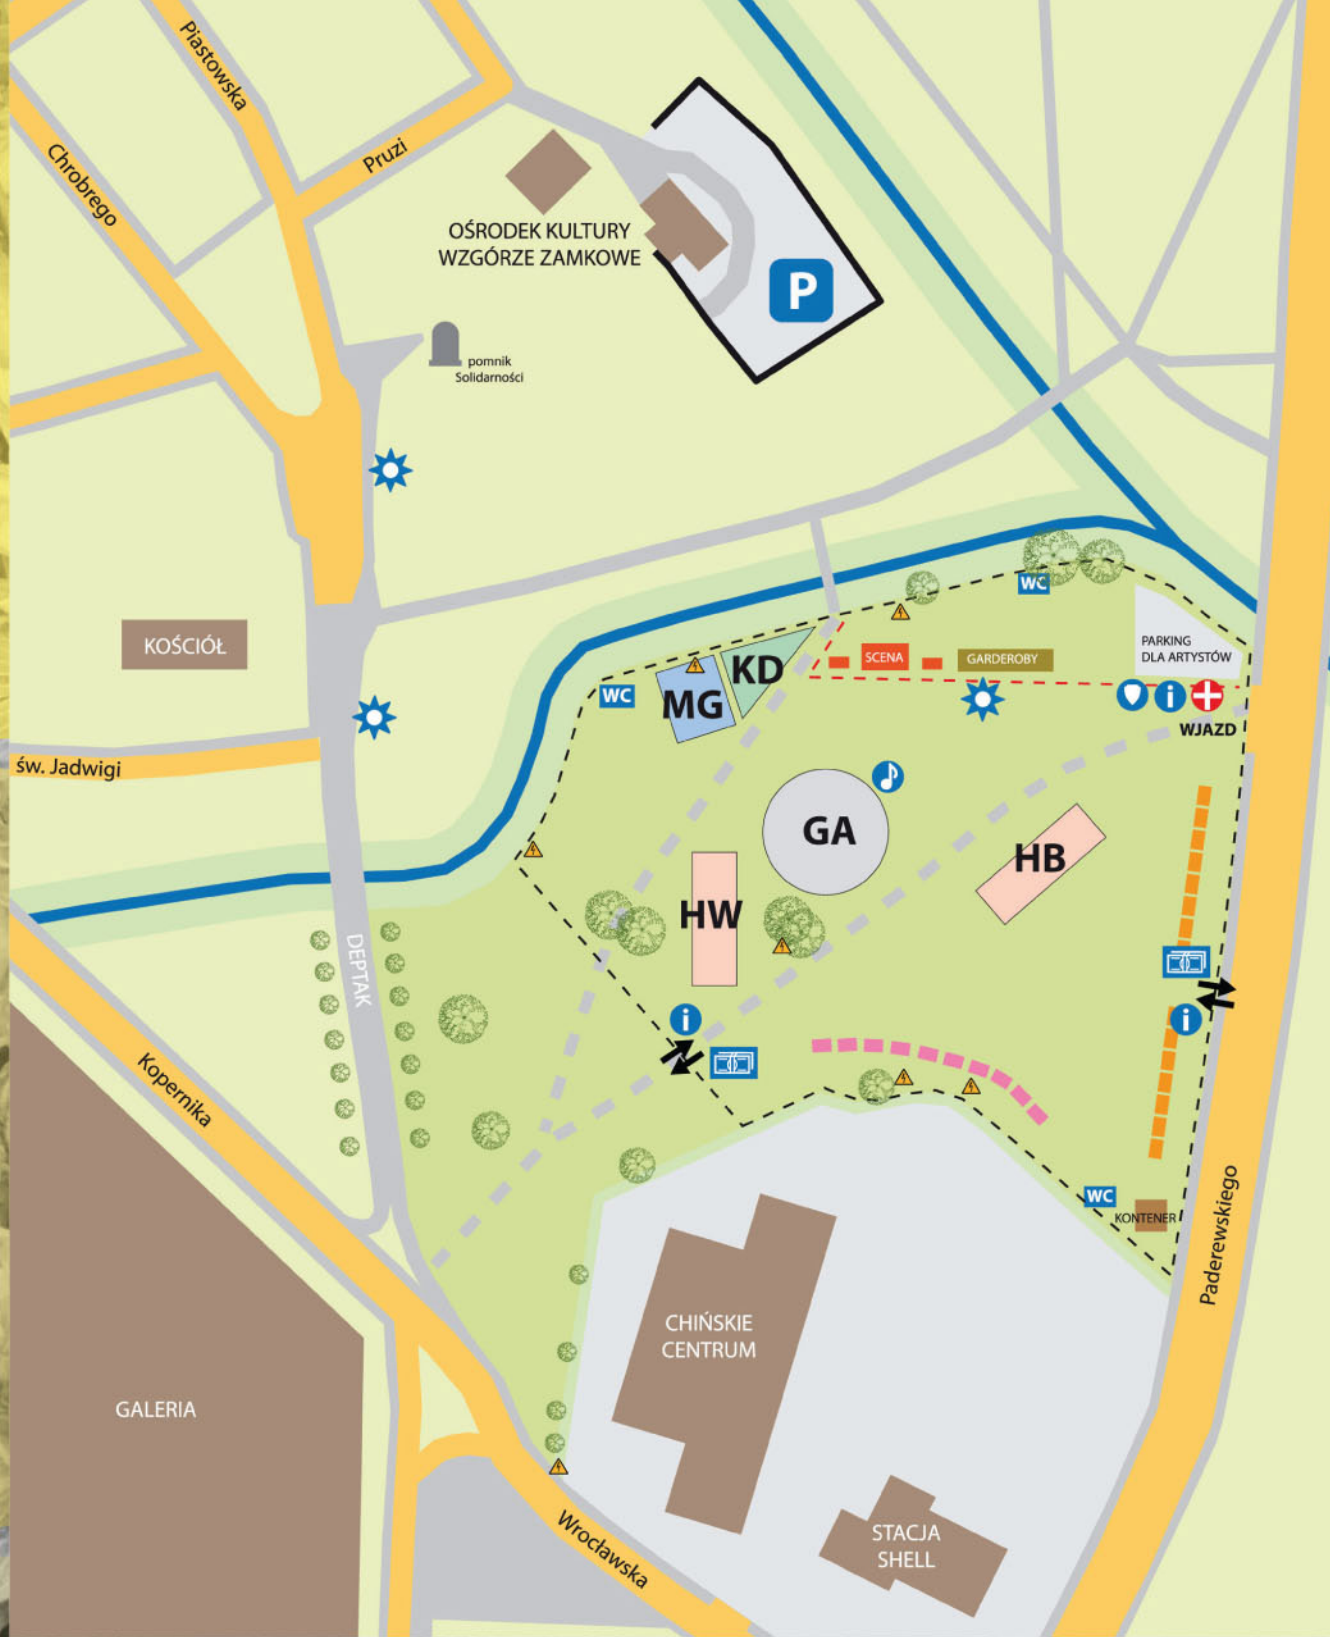 Piastowska
Chrobrego
Pruzi
OŚRODEK KULTURY
WZGÓRZE ZAMKOWE
P
pomnik
Solidarności
KOŚCIÓŁ
WC
PARKING
DLA ARTYSTÓW
SCENA
GARDEROBY
KD
MG
WC
i
WJAZD
św. Jadwigi
GA
HB
HW
DEPTAK
i
i
Kopernika
WC
KONTENER
Paderewskiego
CHIŃSKIE
CENTRUM
GALERIA
STACJA
SHELL
Wrocławska